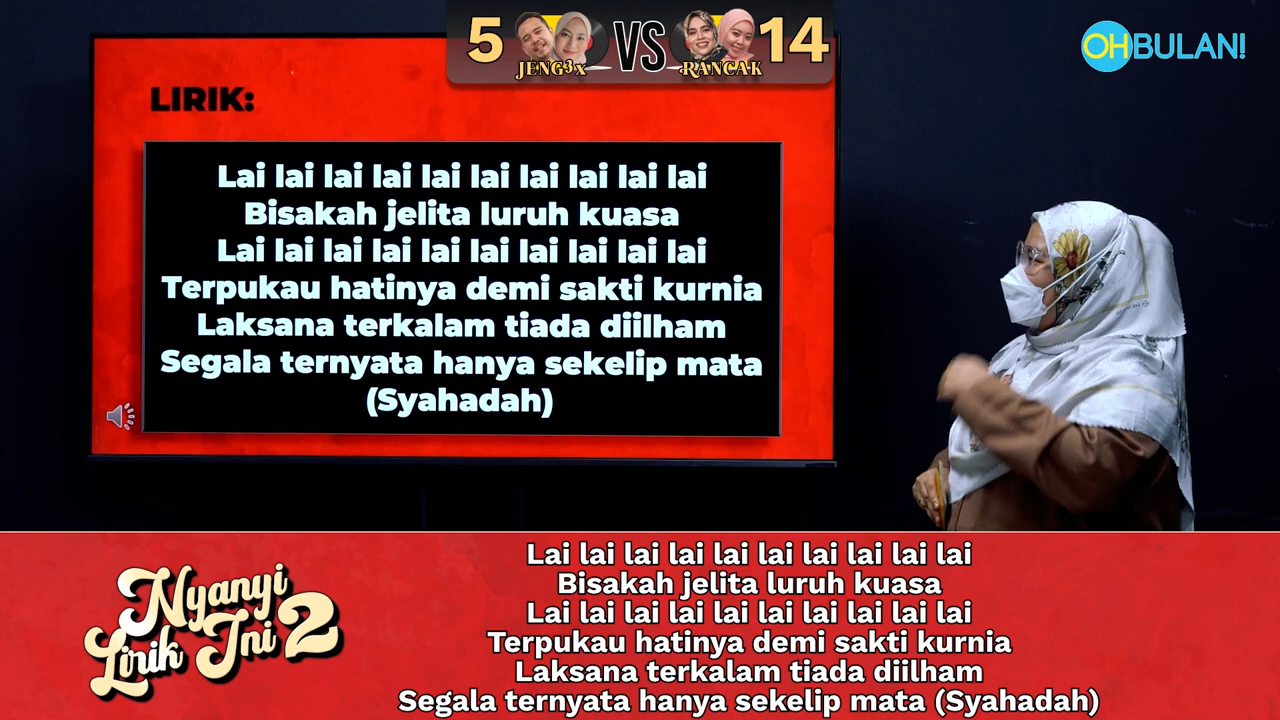 5 VS 14
JENG3X RANCAK
OHBULAN!
LIRIK:
Lai lai lai lai lai lai lai lai lai lai
Bisakah jelita luruh kuasa
Lai lai lai lai lai lai lai lai lai lai
Terpukau hatinya demi sakti kurnia
Laksana terkalam tiada diilham
Segala ternyata hanya sekelip mata
(Syahadah)
Nyanyi
Lirik Ini 2
Lai lai lai lai lai lai lai lai lai lai
Bisakah jelita luruh kuasa
Lai lai lai lai lai lai lai lai lai lai
Terpukau hatinya demi sakti kurnia
Laksana terkalam tiada diilham
Segala ternyata hanya sekelip mata (Syahadah)